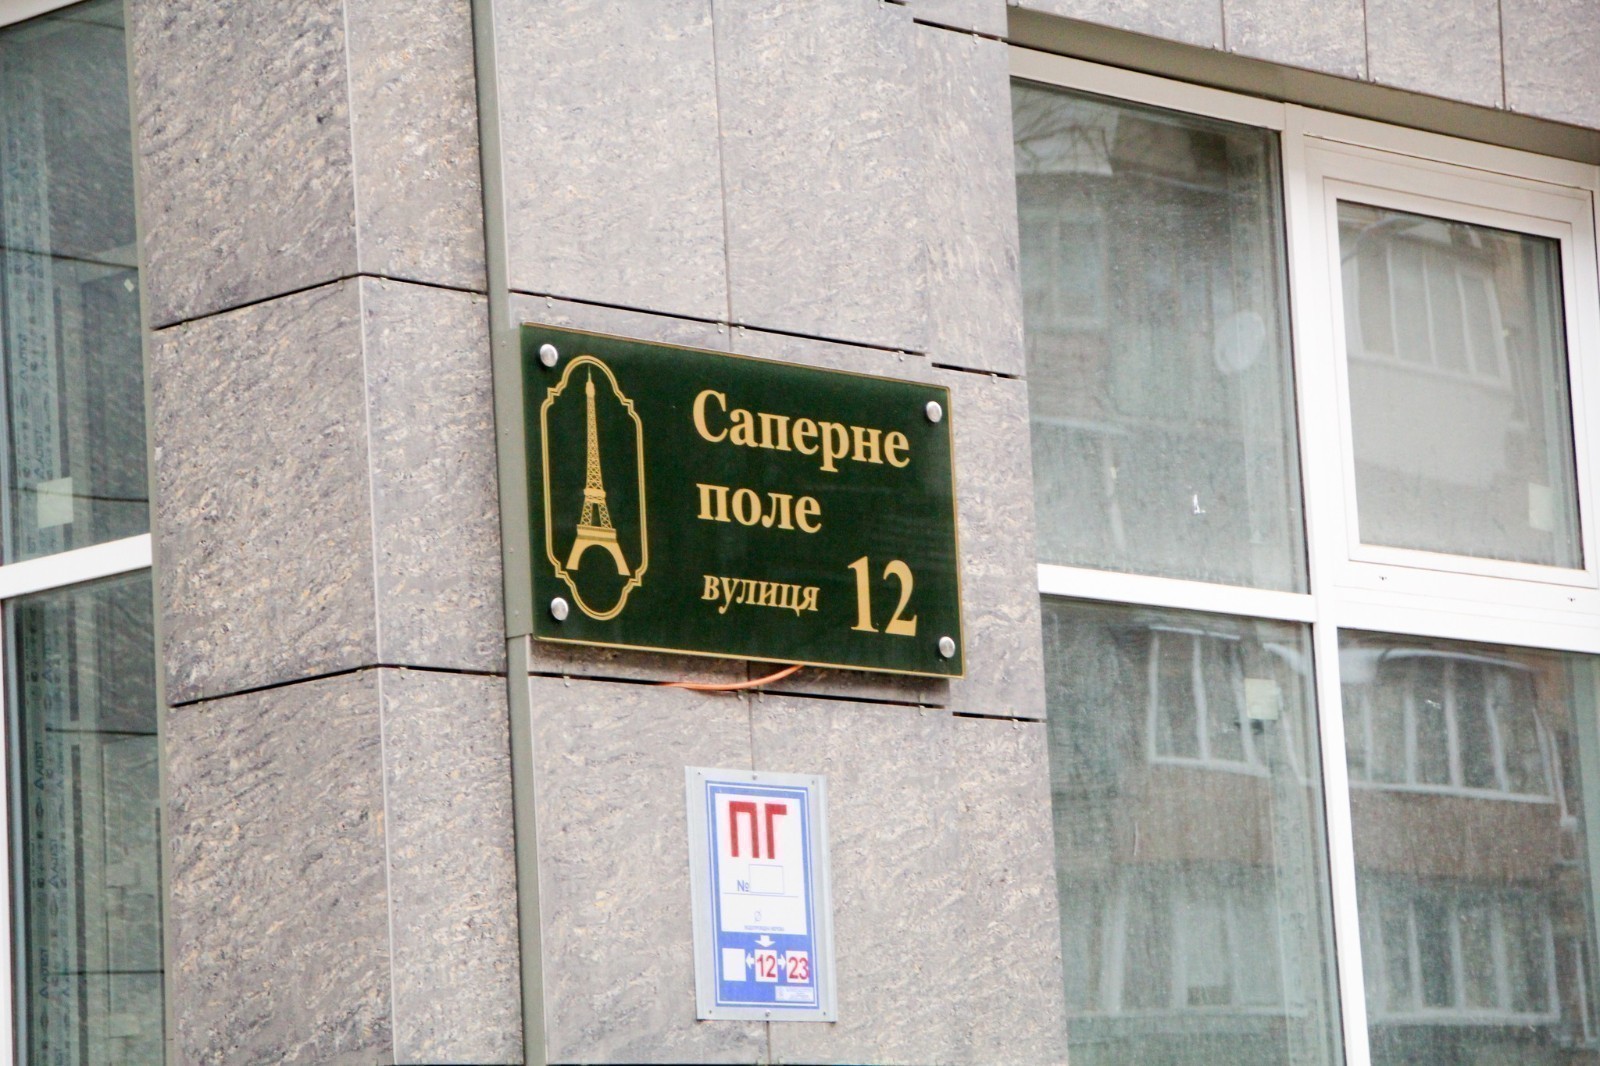 Саперне
поле
вулиця 12
ПГ
№
12 23